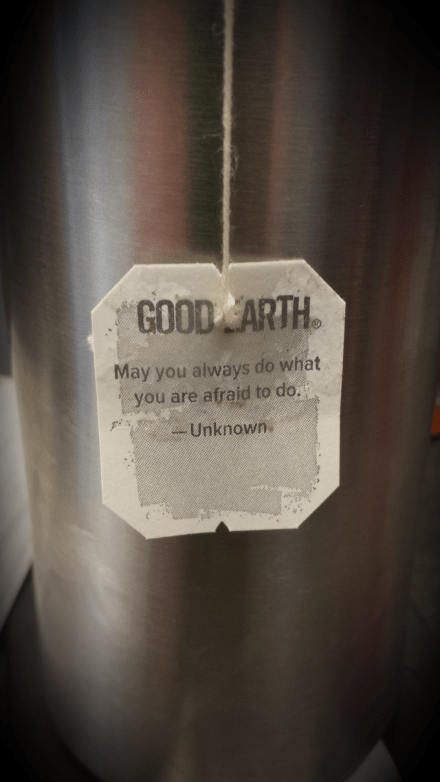 GOOD EARTH®
May you always do what
you are afraid to do.
— Unknown